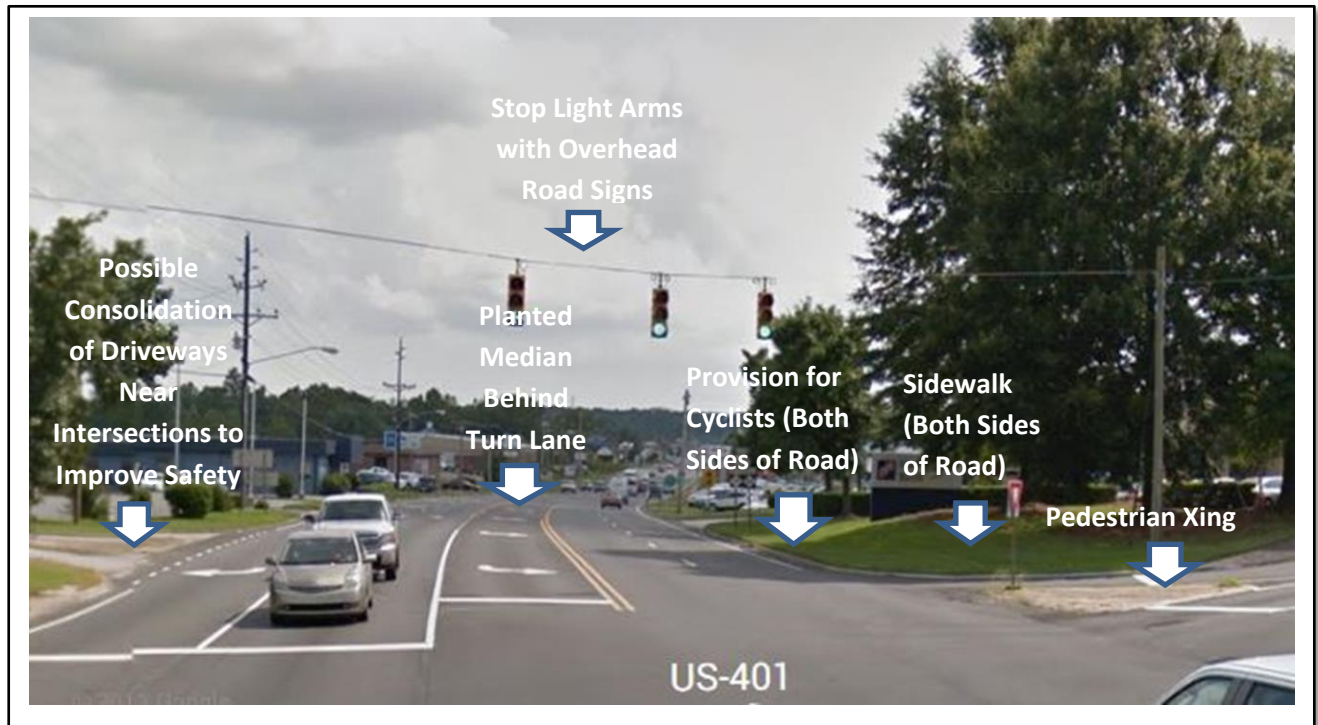 Stop Light Arms
with Overhead
Road Signs
Possible
Consolidation
of Driveways
Near
Intersections to
Improve Safety
Planted
Median
Behind
Turn Lane
Provision for
Cyclists (Both
Sides of Road)
Sidewalk
(Both Sides
of Road)
Pedestrian Xing
US-401